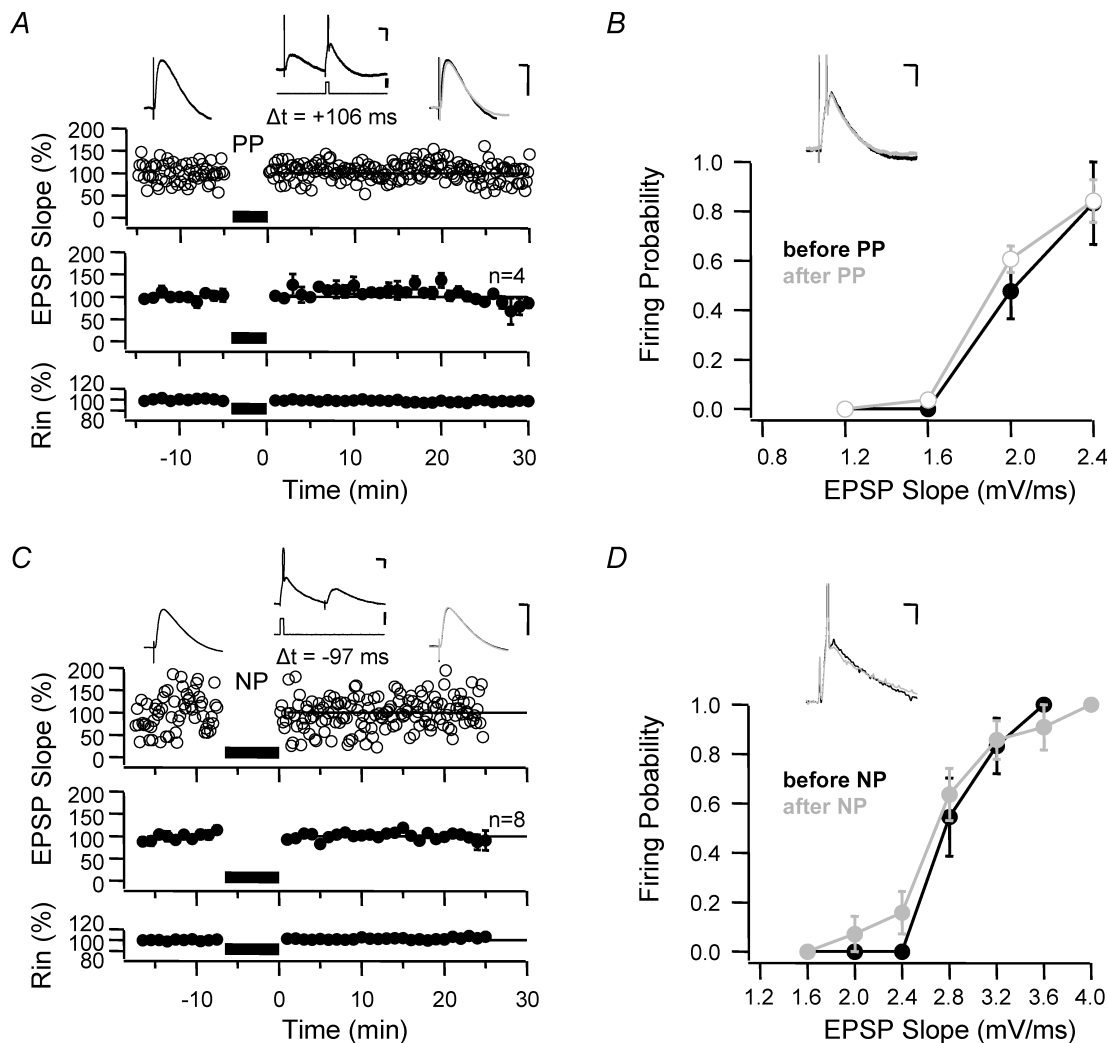 A
Δt = +106 ms
PP
EPSP Slope (%)
200
150
100
50
0
n=4
200
150
100
50
0
Rin (%)
120
100
80
-10
0
10
20
30
Time (min)
B
before PP
after PP
Firing Probability
1.0
0.8
0.6
0.4
0.2
0.0
0.8
1.2
1.6
2.0
2.4
EPSP Slope (mV/ms)
C
Δt = -97 ms
NP
EPSP Slope (%)
200
150
100
50
0
n=8
200
150
100
50
0
Rin (%)
120
100
80
-10
0
10
20
30
Time (min)
D
before NP
after NP
Firing Pobability
1.0
0.8
0.6
0.4
0.2
0.0
1.2
1.6
2.0
2.4
2.8
3.2
3.6
4.0
EPSP Slope (mV/ms)